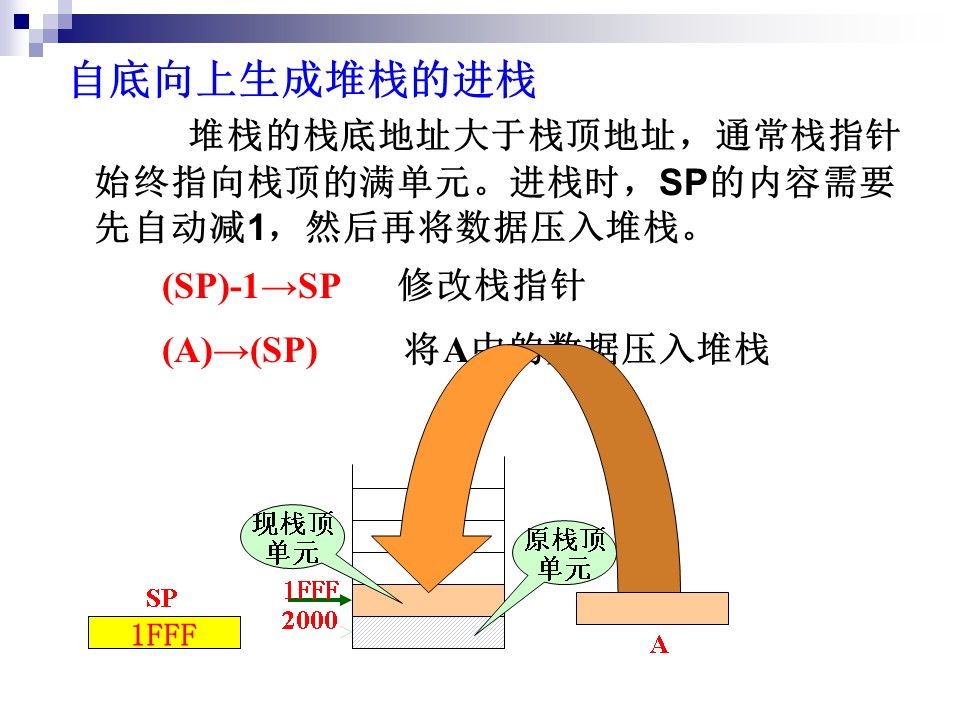 自底向上生成堆栈的进栈
堆栈的栈底地址大于栈顶地址，通常栈指针
始终指向栈顶的满单元。进栈时，SP的内容需要
先自动减1，然后再将数据压入堆栈。
(SP)-1→SP 修改栈指针
(A)→(SP) 将A中的数据压入堆栈
现栈顶
单元
原栈顶
单元
1FFF
2000
SP
1FFF
A